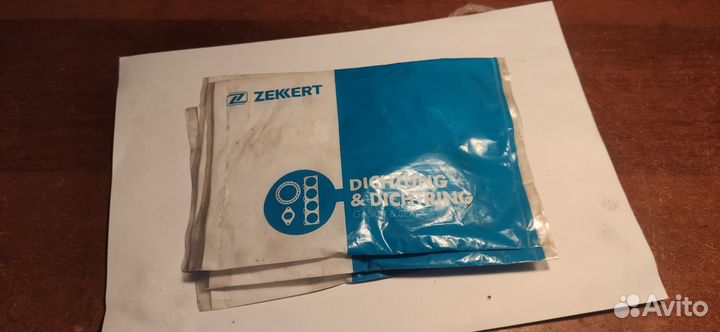 ZEKKERT
DICHTUNG
& DICHTRING
GASKET & SEAL
Avito